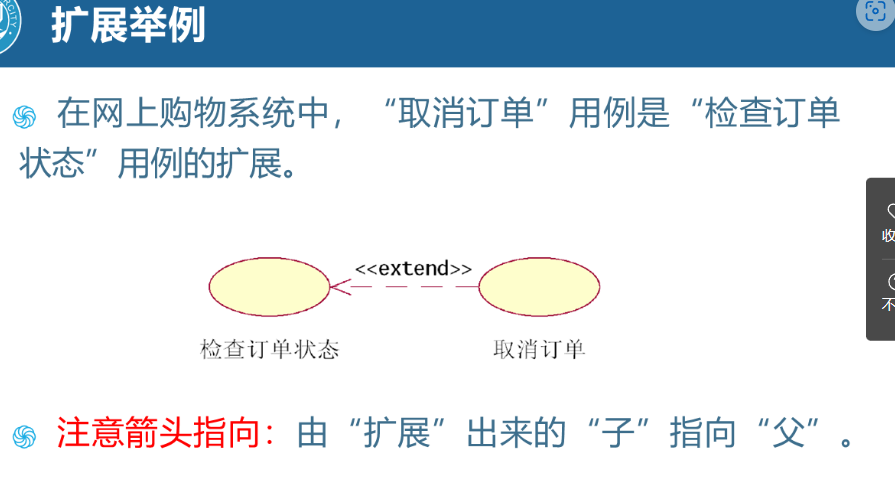 扩展举例
在网上购物系统中，“取消订单”用例是“检查订单
状态”用例的扩展。
<<extend>>
检查订单状态
取消订单
注意箭头指向：由“扩展”出来的“子”指向“父”。
收
不